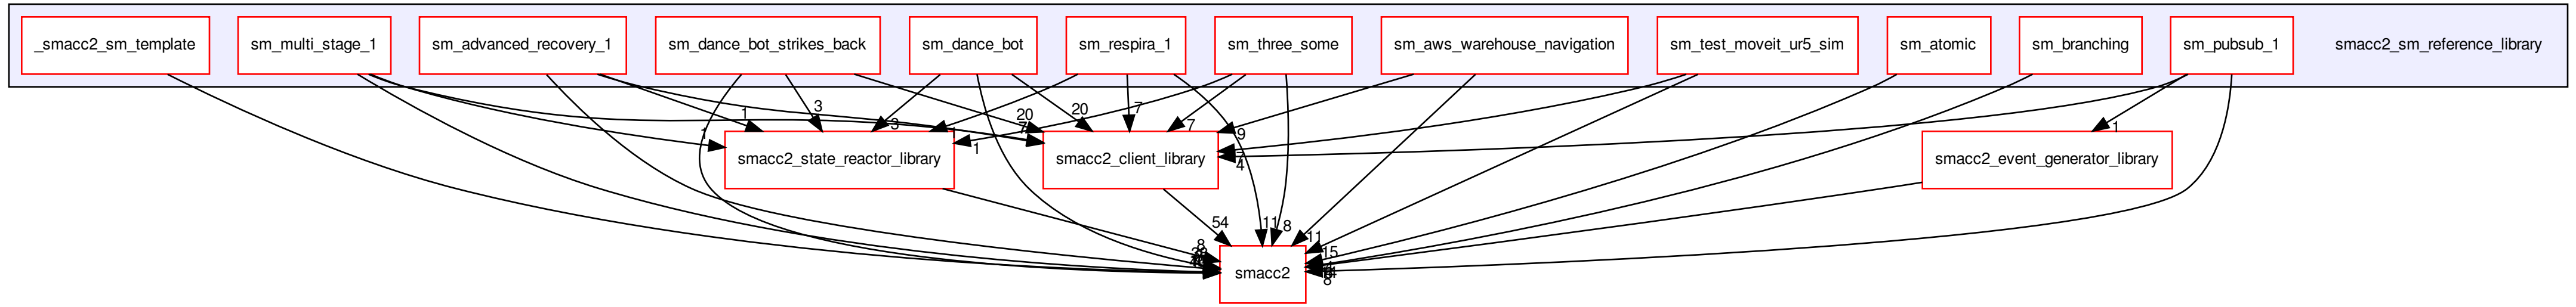 _smacc2_sm_template
sm_multi_stage_1
sm_advanced_recovery_1
sm_dance_bot_strikes_back
sm_dance_bot
sm_respira_1
sm_three_some
sm_aws_warehouse_navigation
sm_test_moveit_ur5_sim
sm_atomic
sm_branching
sm_pubsub_1
smacc2_sm_reference_library
1
3
20
20
7
7
9
1
1
3
1
7
4
smacc2_state_reactor_library
smacc2_client_library
smacc2_event_generator_library
54
11
8
11
15
8
8
smacc2